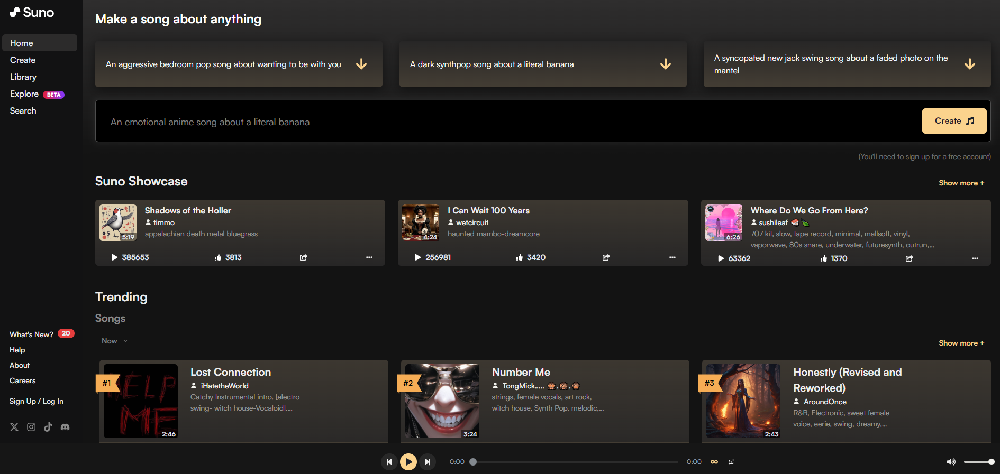 Suno
Home
Create
Library
Explore BETA
Search
What's New? 20
Help
About
Careers
Sign Up / Log In
Make a song about anything
An aggressive bedroom pop song about wanting to be with you
A dark synthpop song about a literal banana
A syncopated new jack swing song about a faded photo on the
mantel
An emotional anime song about a literal banana
Create
(You'll need to sign up for a free account)
Suno Showcase
Show more +
5:19
Shadows of the Holler
timmo
appalachian death metal bluegrass
385653 3813
4:24
I Can Wait 100 Years
wetcircuit
haunted mambo-dreamcore
256981 3420
6:26
Where Do We Go From Here?
sushileaf 🍣🍃
707 kit, slow, tape record, minimal, mallsoft, vinyl,
vaporwave, 80s snare, underwater, futuresynth, outrun,...
63362 1370
Trending
Songs
Now
Show more +
#1
HELP
ME
2:46
Lost Connection
iHatetheWorld
Catchy Instrumental intro. [electro
swing- witch house-Vocaloid]....
#2
3:24
Number Me
TongMick..... 🙊.🙉.🙊
strings, female vocals, art rock,
witch house, Synth Pop, melodic,...
#3
2:43
Honestly (Revised and
Reworked)
AroundOnce
R&B, Electronic, sweet female
voice, eerie, swing, dreamy,...
0:00 0:00